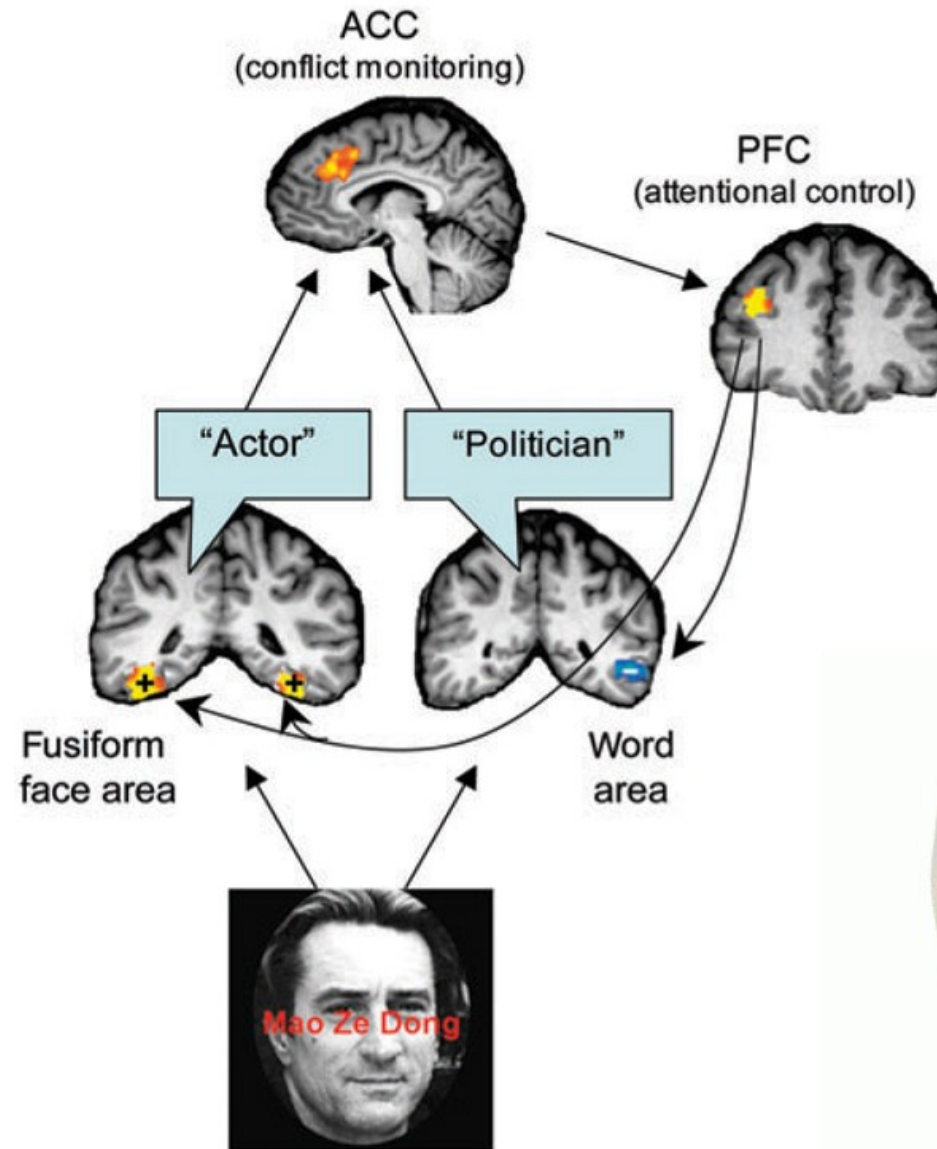 ACC
(conflict monitoring)
PFC
(attentional control)
“Actor”
“Politician”
+
+
-
Fusiform
face area
Word
area
Mao Ze Dong